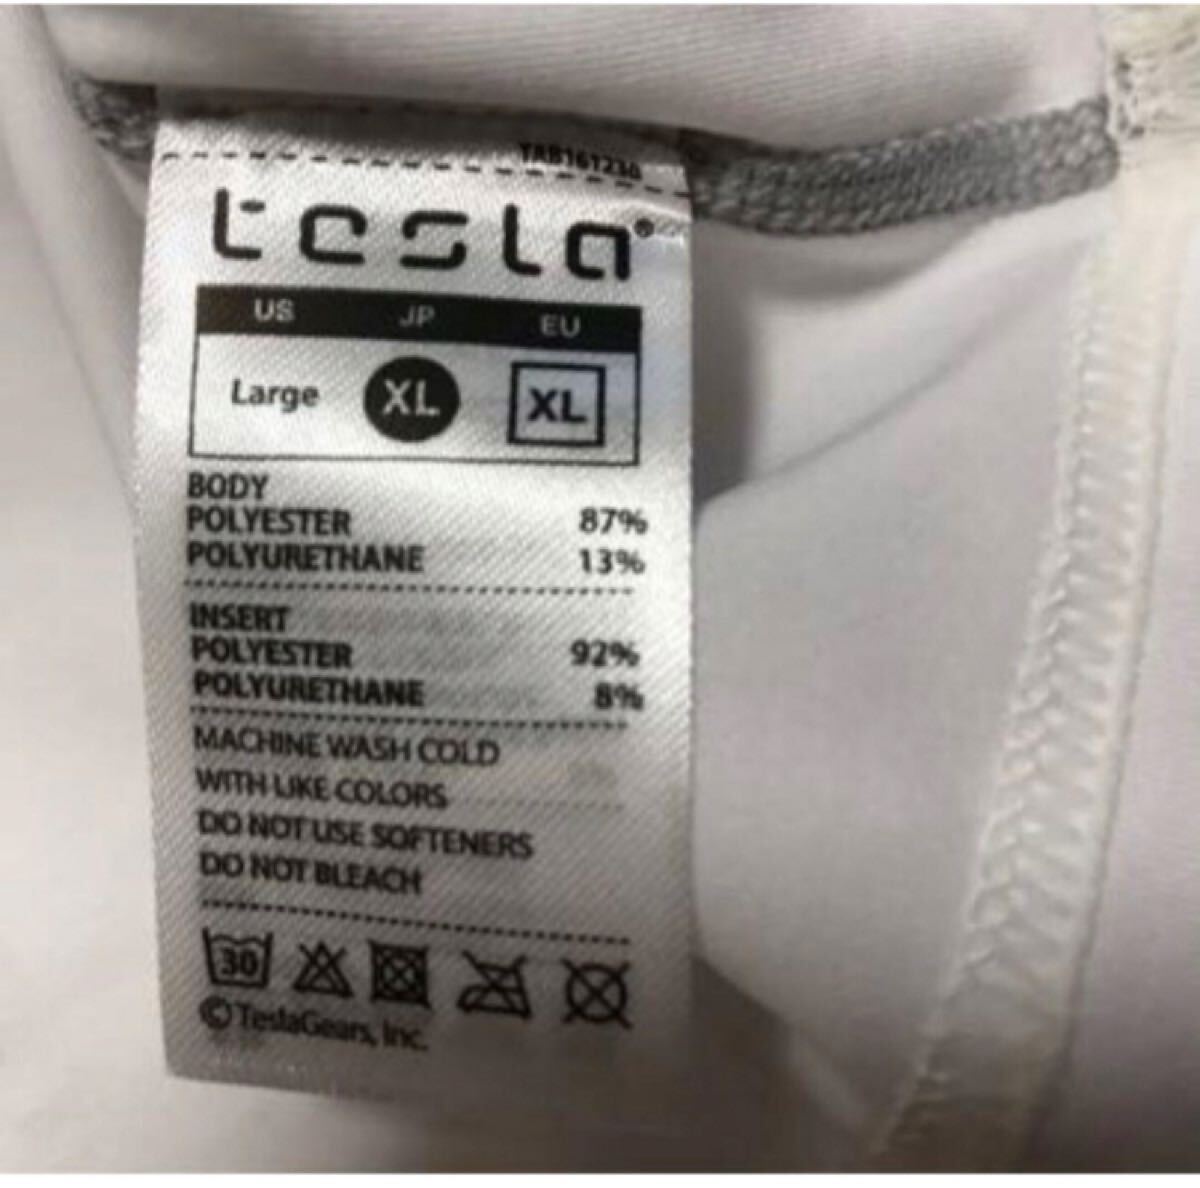 TAB161230
tesla®
US JP EU
Large XL XL
BODY
POLYESTER 87%
POLYURETHANE 13%
INSERT
POLYESTER 92%
POLYURETHANE 8%
MACHINE WASH COLD
WITH LIKE COLORS
DO NOT USE SOFTENERS
DO NOT BLEACH
30
© TeslaGears, Inc.